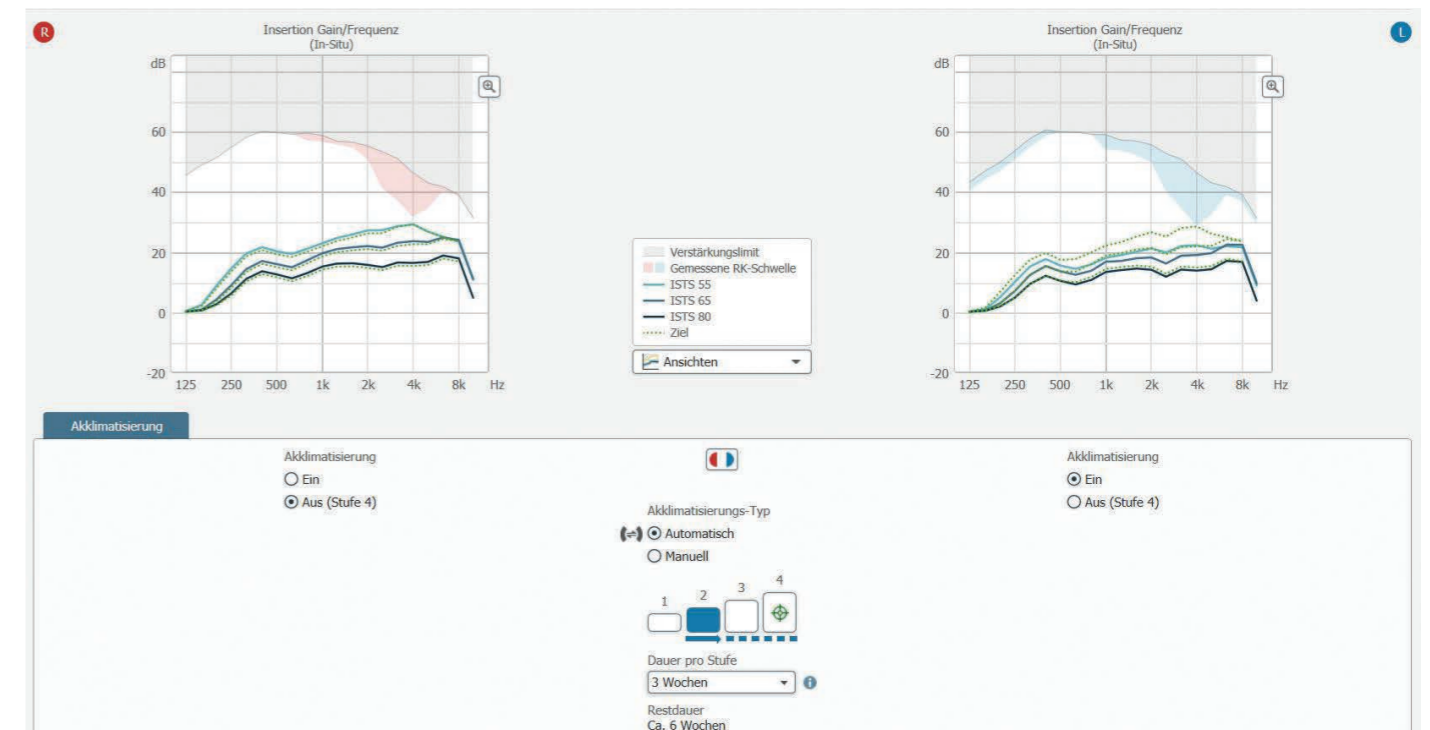 R
Insertion Gain/Frequenz
(In-Situ)
dB
60
40
20
0
-20
125 250 500 1k 2k 4k 8k Hz
Verstärkungslimit
Gemessene RK-Schwelle
ISTS 55
ISTS 65
ISTS 80
Ziel
Ansichten
Insertion Gain/Frequenz
(In-Situ)
L
dB
60
40
20
0
-20
125 250 500 1k 2k 4k 8k Hz
Akklimatisierung
Akklimatisierung
Ein
Aus (Stufe 4)
Akklimatisierungs-Typ
Automatisch
Manuell
1 2 3 4
Dauer pro Stufe
3 Wochen
i
Restdauer
Ca. 6 Wochen
Akklimatisierung
Ein
Aus (Stufe 4)